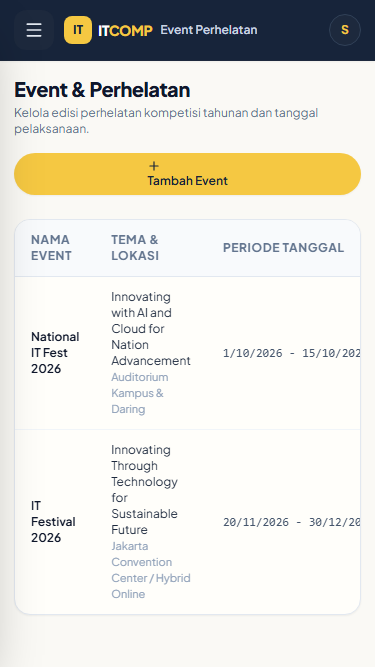 ☰ IT ITCOMP Event Perhelatan S
Event & Perhelatan
Kelola edisi perhelatan kompetisi tahunan dan tanggal
pelaksanaan.
+
Tambah Event
NAMA
EVENT
TEMA &
LOKASI
PERIODE TANGGAL
National
IT Fest
2026
Innovating
with AI and
Cloud for
Nation
Advancement
Auditorium
Kampus &
Daring
1/10/2026 - 15/10/202
IT
Festival
2026
Innovating
Through
Technology
for
Sustainable
Future
Jakarta
Convention
Center / Hybrid
Online
20/11/2026 - 30/12/20